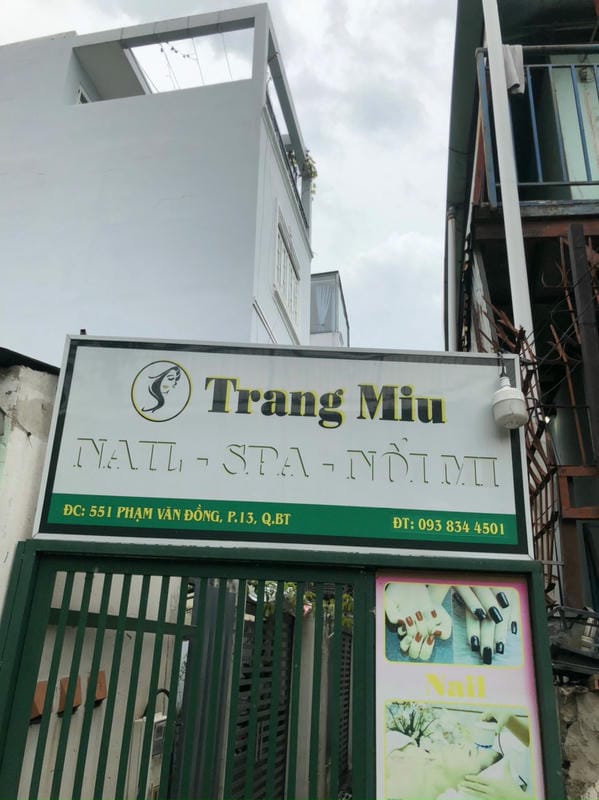 Trang Miu
NAIL - SPA - NỐI MI
ĐC: 551 PHẠM VĂN ĐỒNG, P.13, Q.BT
ĐT: 093 834 4501
Nail